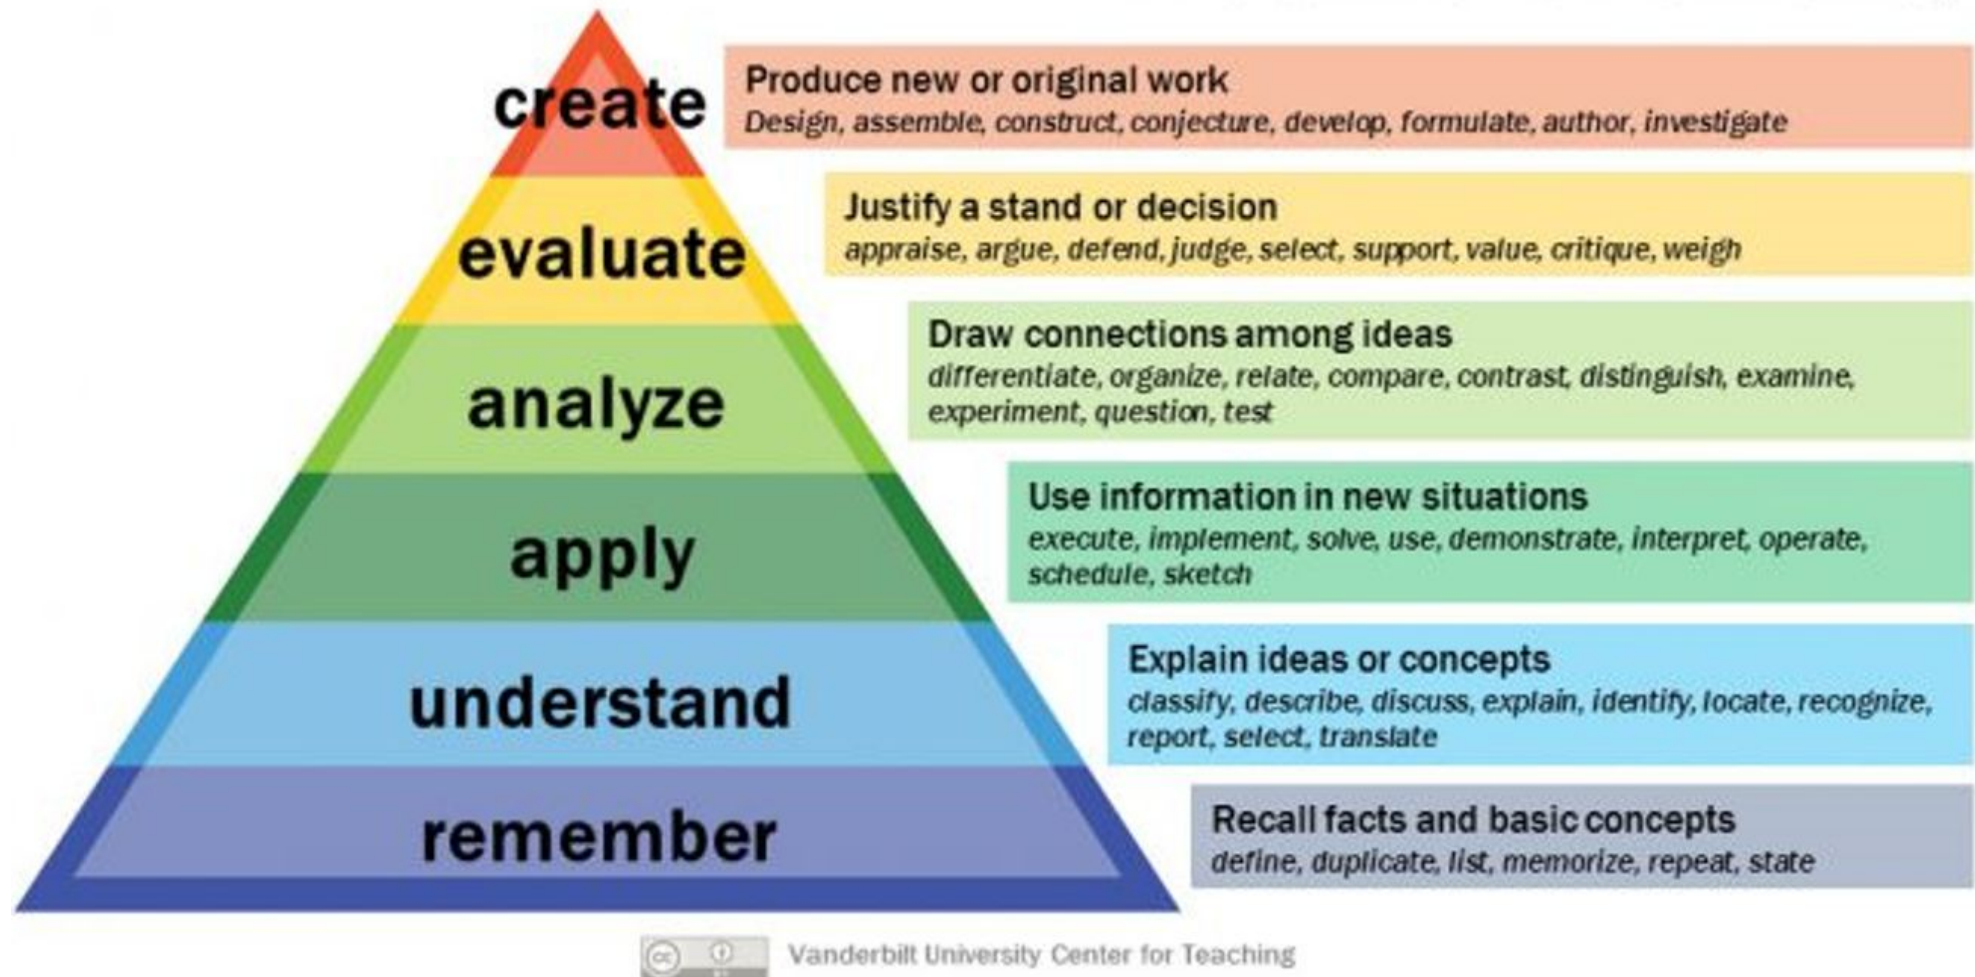 create
Produce new or original work
Design, assemble, construct, conjecture, develop, formulate, author, investigate
evaluate
Justify a stand or decision
appraise, argue, defend, judge, select, support, value, critique, weigh
analyze
Draw connections among ideas
differentiate, organize, relate, compare, contrast, distinguish, examine,
experiment, question, test
apply
Use information in new situations
execute, implement, solve, use, demonstrate, interpret, operate,
schedule, sketch
understand
Explain ideas or concepts
classify, describe, discuss, explain, identify, locate, recognize,
report, select, translate
remember
Recall facts and basic concepts
define, duplicate, list, memorize, repeat, state
cc
Vanderbilt University Center for Teaching